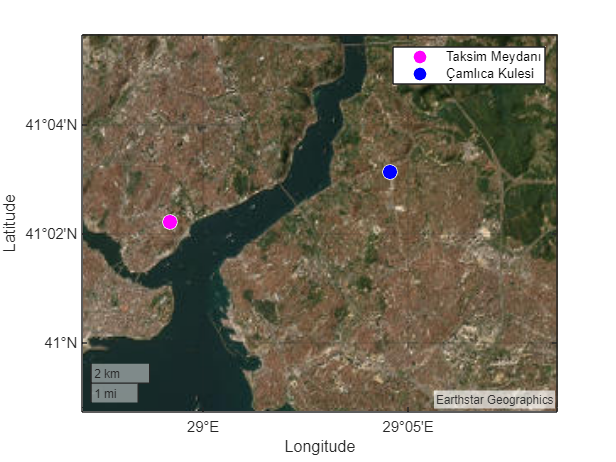 Taksim Meydanı
Çamlıca Kulesi
41°04'N
41°02'N
41°N
Latitude
2 km
1 mi
Earthstar Geographics
29°E
29°05'E
Longitude